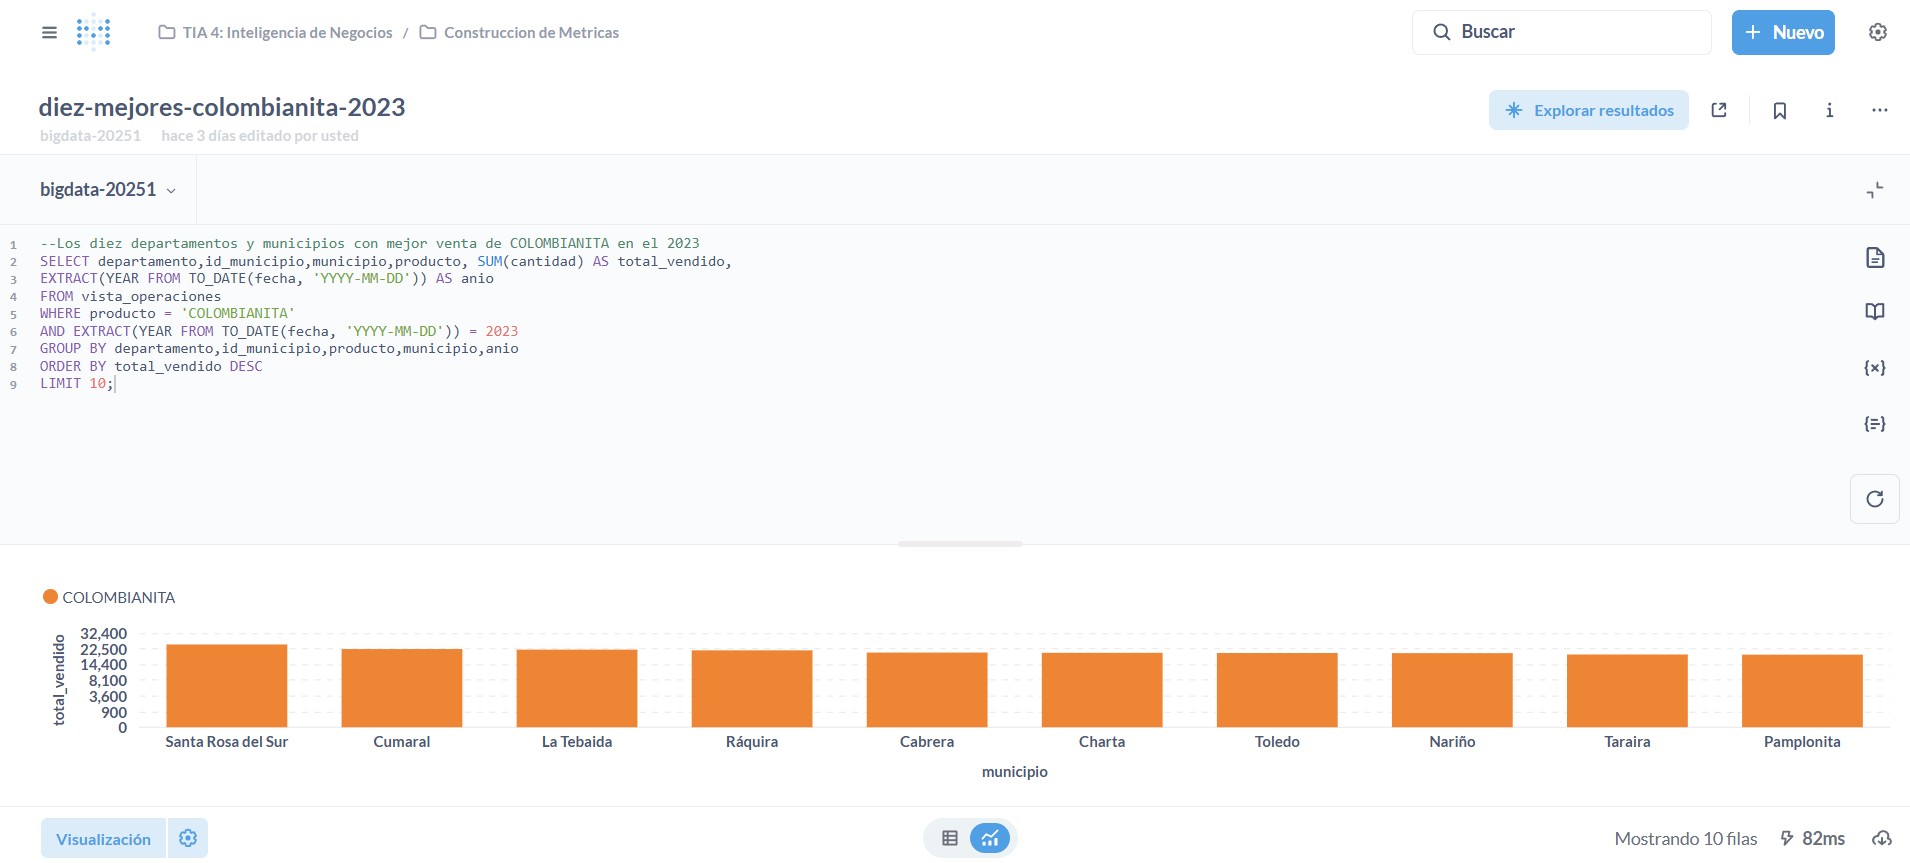 TIA 4: Inteligencia de Negocios / Construccion de Metricas
Buscar
+ Nuevo
diez-mejores-colombianita-2023
bigdata-20251 hace 3 días editado por usted
Explorar resultados
bigdata-20251
1 --Los diez departamentos y municipios con mejor venta de COLOMBIANITA en el 2023
2 SELECT departamento,id_municipio,municipio,producto, SUM(cantidad) AS total_vendido,
3 EXTRACT(YEAR FROM TO_DATE(fecha, 'YYYY-MM-DD')) AS anio
4 FROM vista_operaciones
5 WHERE producto = 'COLOMBIANITA'
6 AND EXTRACT(YEAR FROM TO_DATE(fecha, 'YYYY-MM-DD')) = 2023
7 GROUP BY departamento,id_municipio,producto,municipio,anio
8 ORDER BY total_vendido DESC
9 LIMIT 10;
COLOMBIANITA
total_vendido
32,400
22,500
14,400
8,100
3,600
900
0
Santa Rosa del Sur Cumaral La Tebaida Ráquira Cabrera Charta Toledo Nariño Taraira Pamplonita
municipio
Visualización
Mostrando 10 filas 82ms